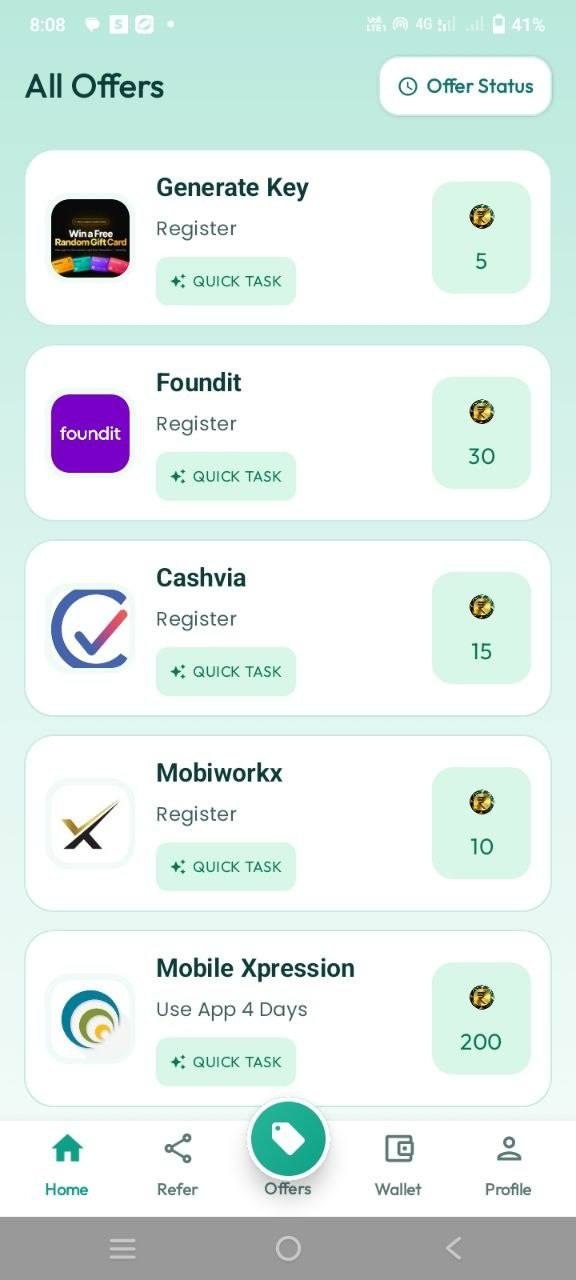 8:08 S 4G 41%
All Offers
Offer Status
Generate Key
Win a Free
Random Gift Card
Register
QUICK TASK
5
Foundit
foundit
Register
QUICK TASK
30
Cashvia
Register
QUICK TASK
15
Mobiworkx
Register
QUICK TASK
10
Mobile Xpression
Use App 4 Days
QUICK TASK
200
Home
Refer
Offers
Wallet
Profile